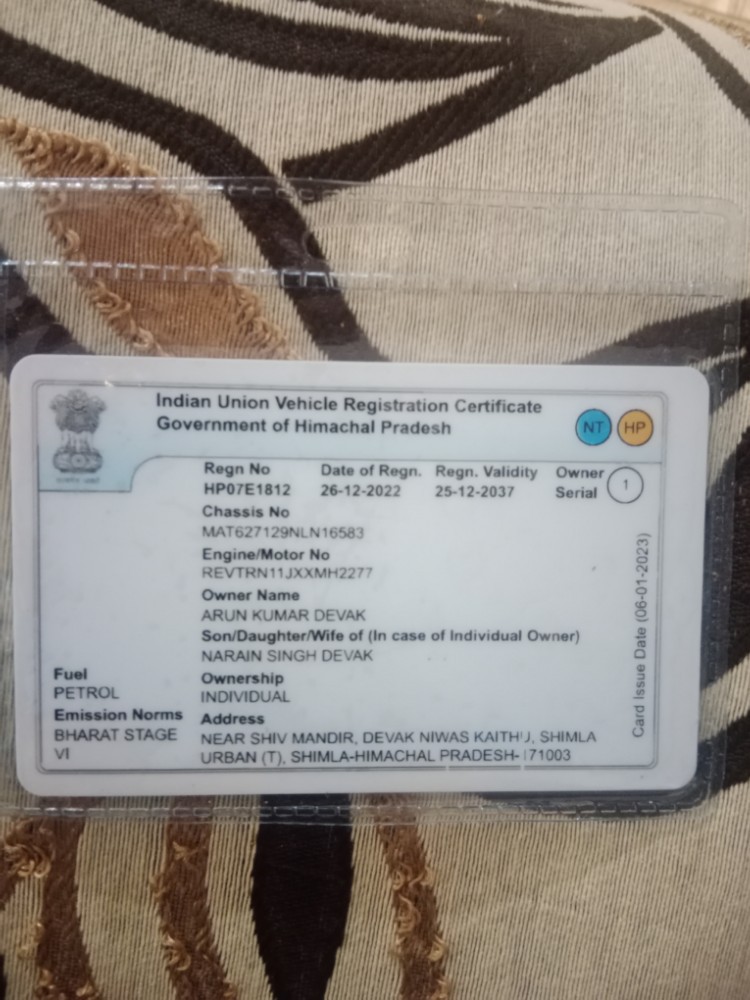 Indian Union Vehicle Registration Certificate
Government of Himachal Pradesh
NT HP
Regn No Date of Regn. Regn. Validity Owner Serial 1
HP07E1812 26-12-2022 25-12-2037
Chassis No
MAT627129NLN16583
Engine/Motor No
REVTRN11JXXMH2277
Owner Name
ARUN KUMAR DEVAK
Son/Daughter/Wife of (In case of Individual Owner)
NARAIN SINGH DEVAK
Ownership
INDIVIDUAL
Address
NEAR SHIV MANDIR, DEVAK NIWAS KAITHU, SHIMLA
URBAN (T), SHIMLA-HIMACHAL PRADESH-171003
Fuel
PETROL
Emission Norms
BHARAT STAGE
VI
Card Issue Date (06-01-2023)